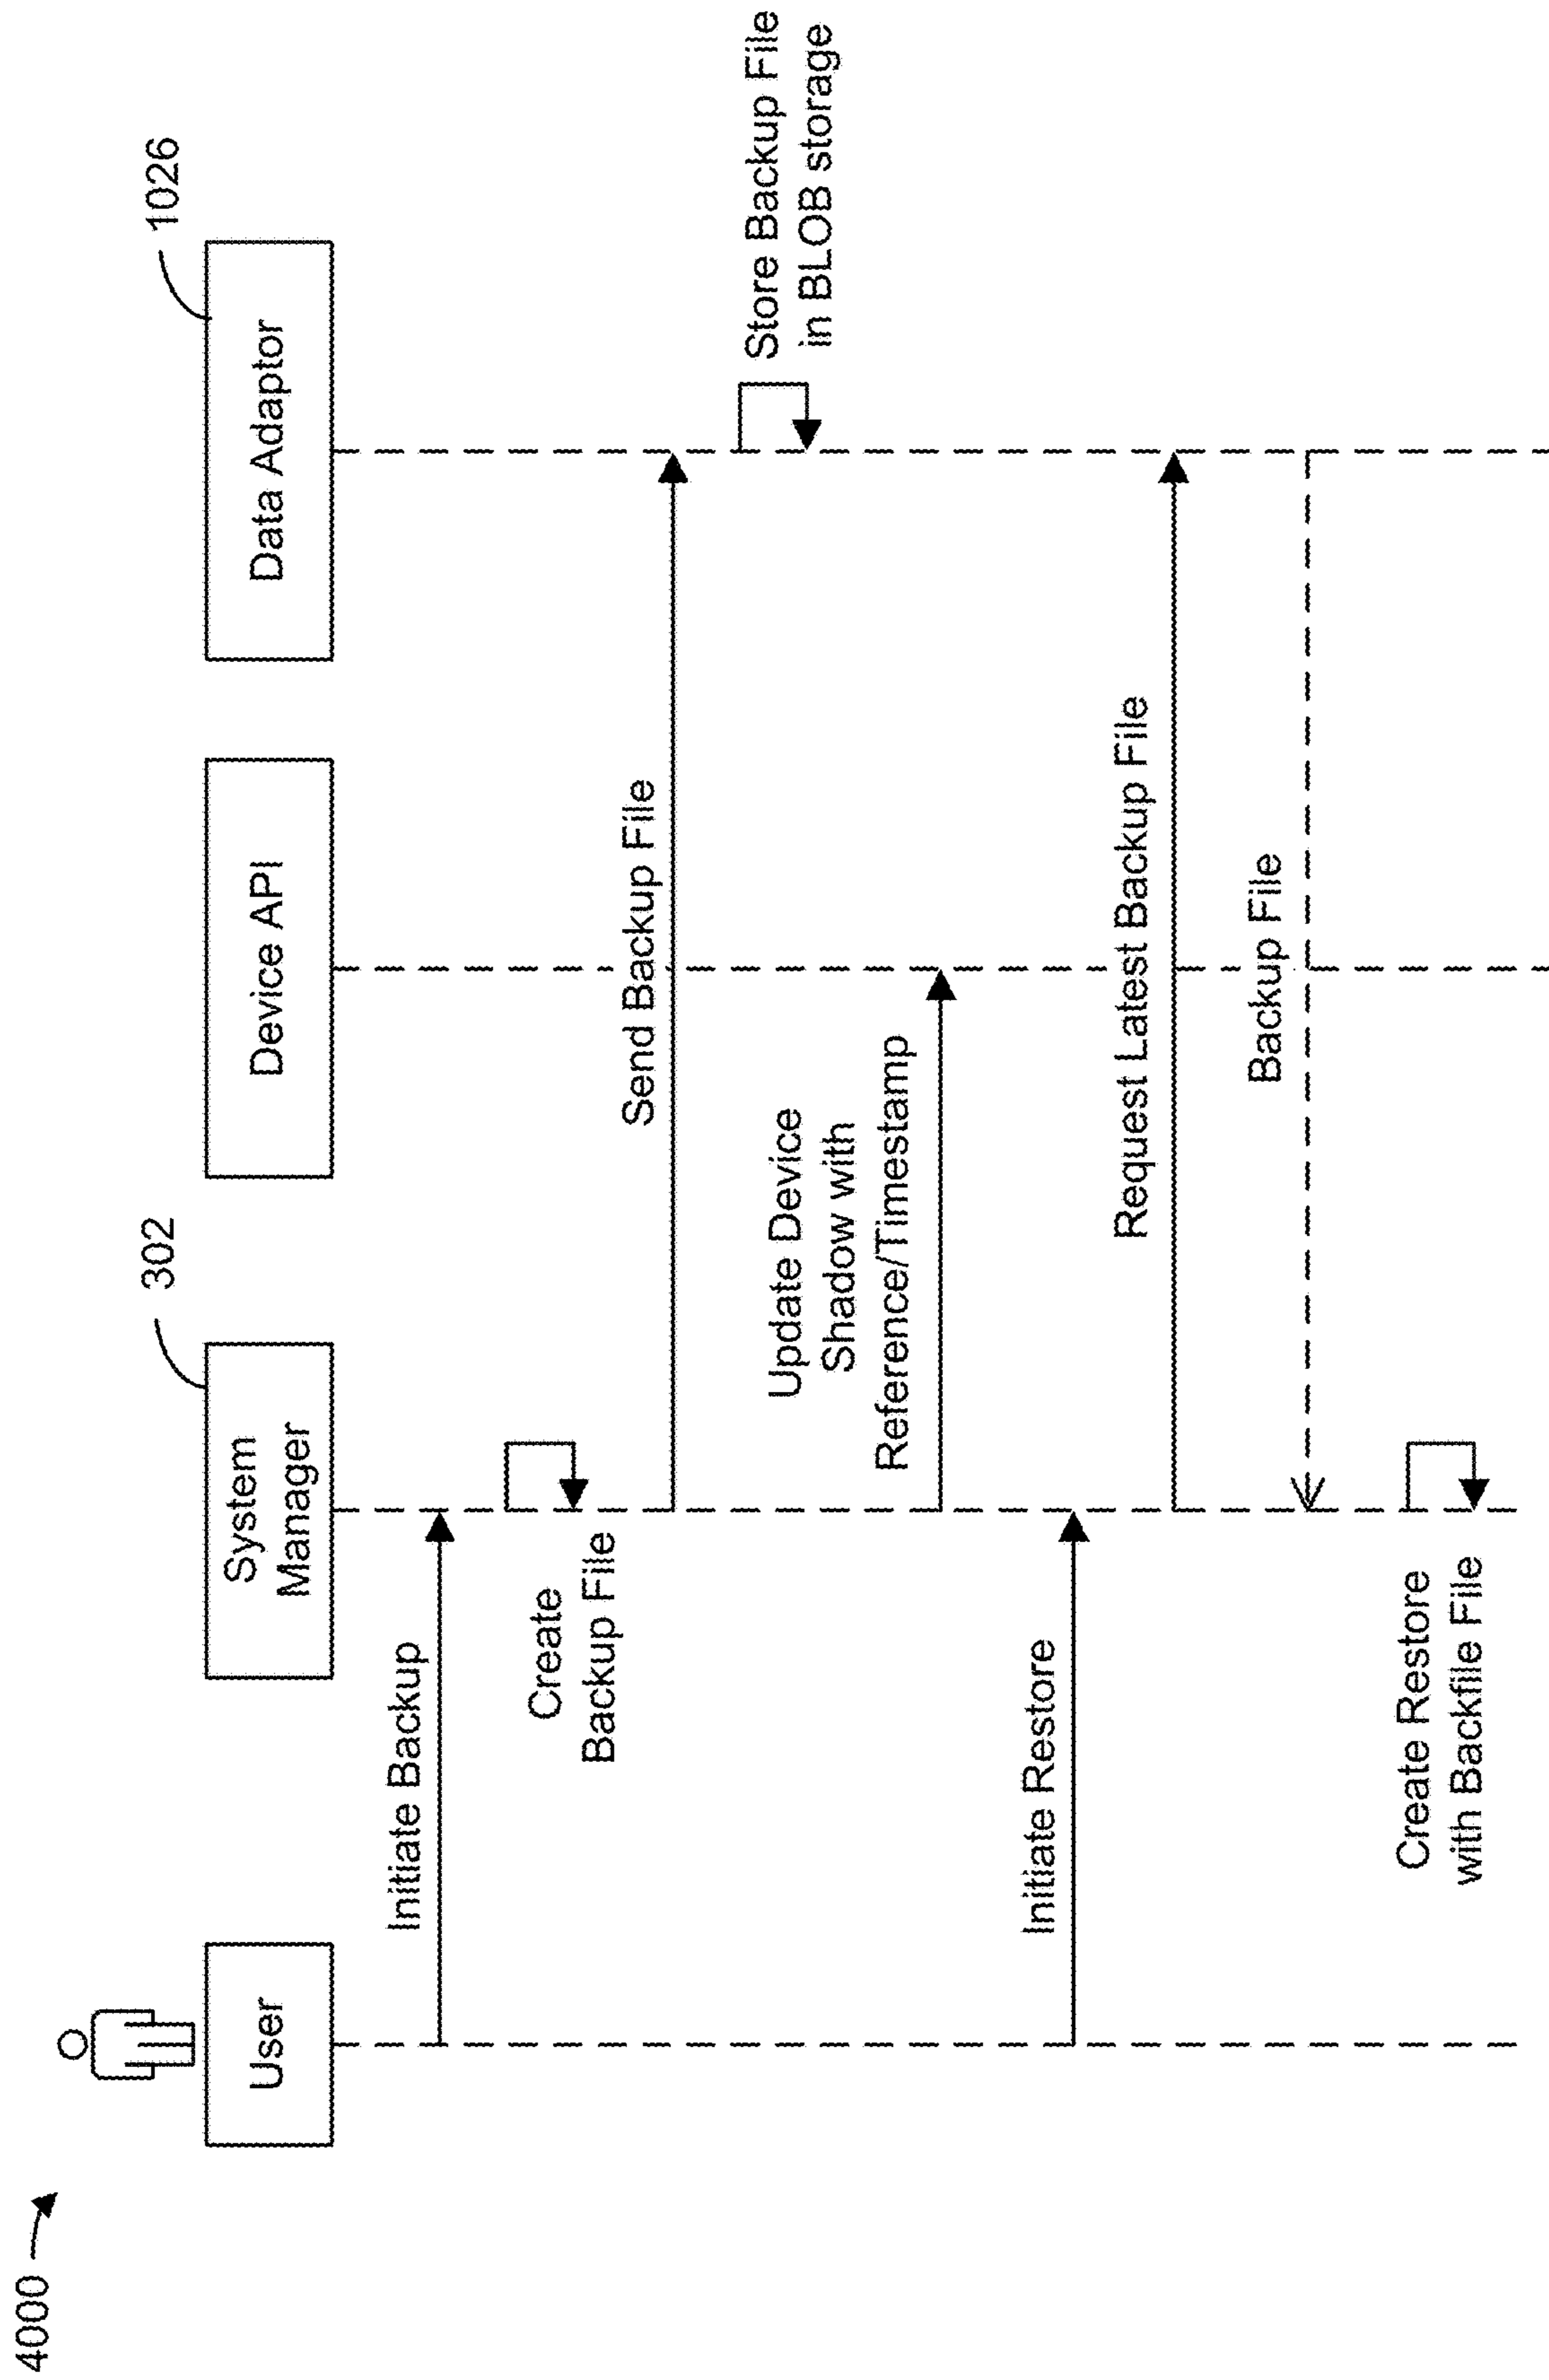 4000
302
1026
User
System
Manager
Device API
Data Adaptor
Initiate Backup
Create
Backup File
Send Backup File
Store Backup File
in BLOB storage
Update Device
Shadow with
Reference/Timestamp
Initiate Restore
Request Latest Backup File
Backup File
Create Restore
with Backfile File